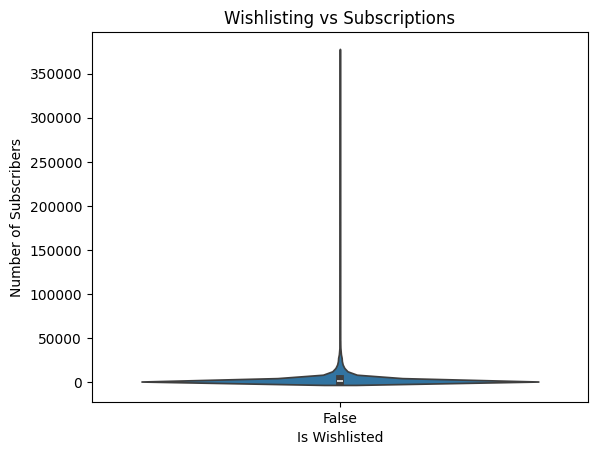 Wishlisting vs Subscriptions
350000
300000
250000
200000
150000
100000
50000
0
Number of Subscribers
False
Is Wishlisted